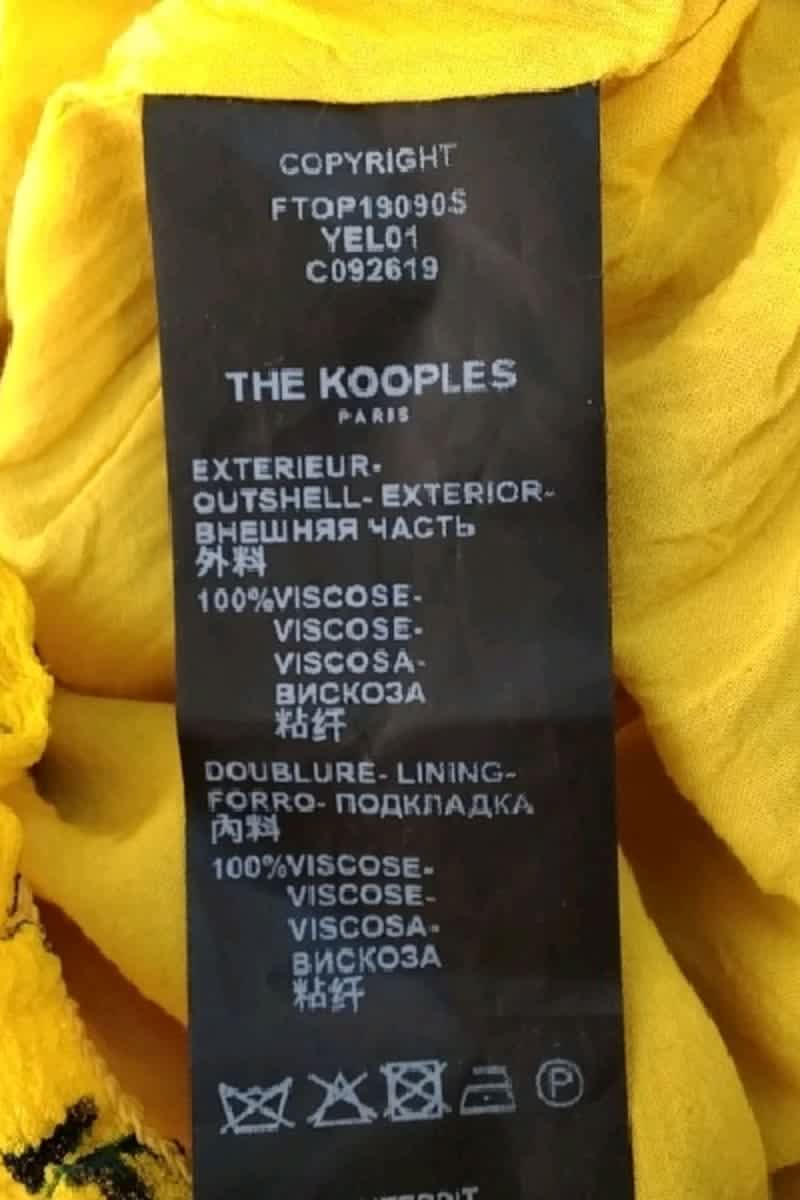 COPYRIGHT
FTOP19090S
YEL01
C092619
THE KOOPLES
PARIS
EXTERIEUR-
OUTSHELL- EXTERIOR-
ВНЕШНЯЯ ЧАСТЬ
外料
100%VISCOSE-
VISCOSE-
VISCOSA-
ВИСКОЗА
粘纤
DOUBLURE- LINING-
FORRO- ПОДКЛАДКА
内料
100%VISCOSE-
VISCOSE-
VISCOSA-
ВИСКОЗА
粘纤
P